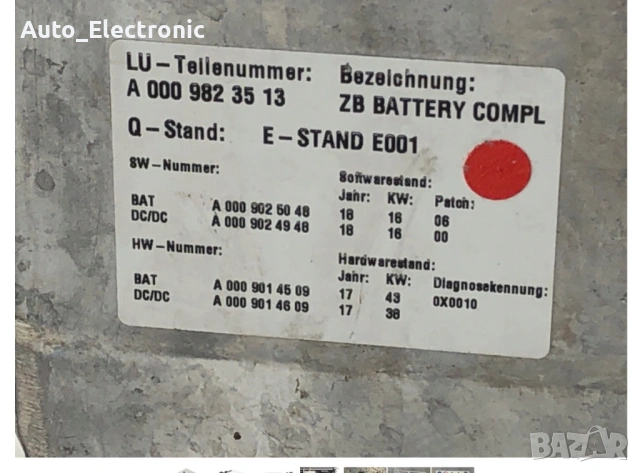 Auto_Electronic
LÜ-Teilenummer: Bezeichnung:
A 000 982 35 13 ZB BATTERY COMPL
Q-Stand: E-STAND E001
SW-Nummer: Softwarestand:
Jahr: KW: Patch:
BAT A 000 902 50 48 18 16 06
DC/DC A 000 902 49 48 18 16 00
HW-Nummer: Hardwarestand:
Jahr: KW: Diagnosekennung:
BAT A 000 901 45 09 17 43 0X0010
DC/DC A 000 901 46 09 17 38
BAZAR